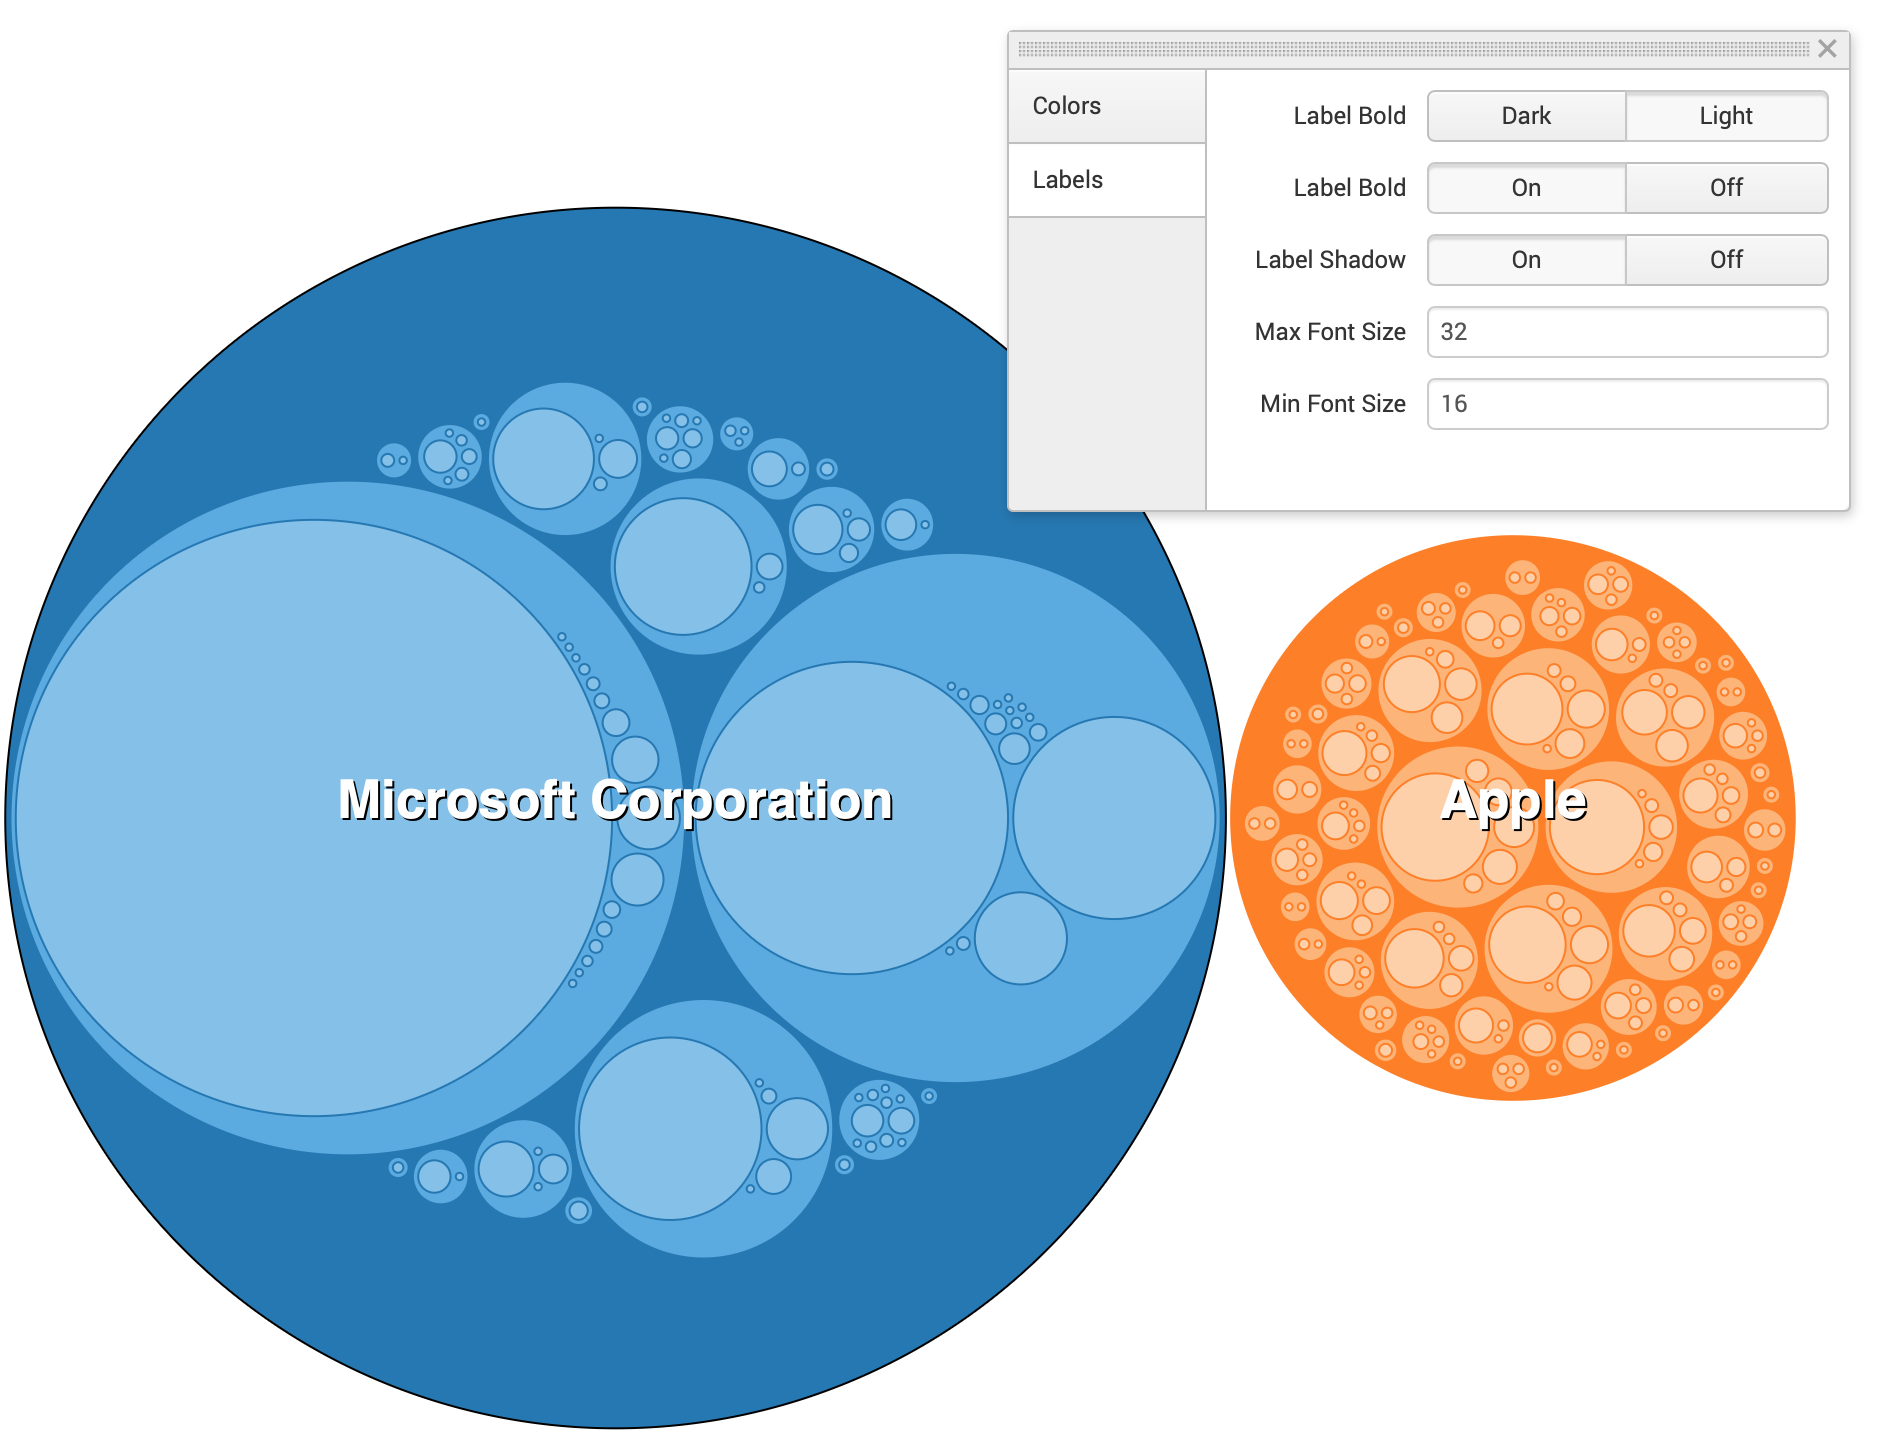 Colors
Labels
Label Bold Dark Light
Label Bold On Off
Label Shadow On Off
Max Font Size 32
Min Font Size 16
Microsoft Corporation
Apple